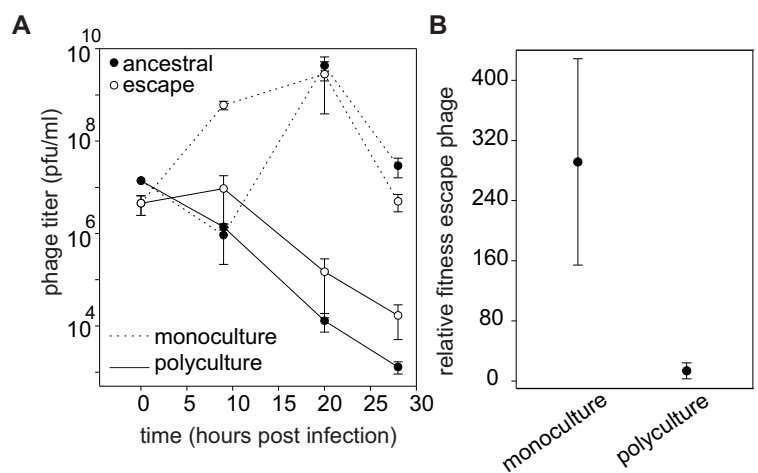 A
10
10
ancestral
escape
10 8
10 6
10 4
phage titer (pfu/ml)
monoculture
polyculture
0 5 10 15 20 25 30
time (hours post infection)
B
400
320
240
160
80
0
relative fitness escape phage
monoculture
polyculture